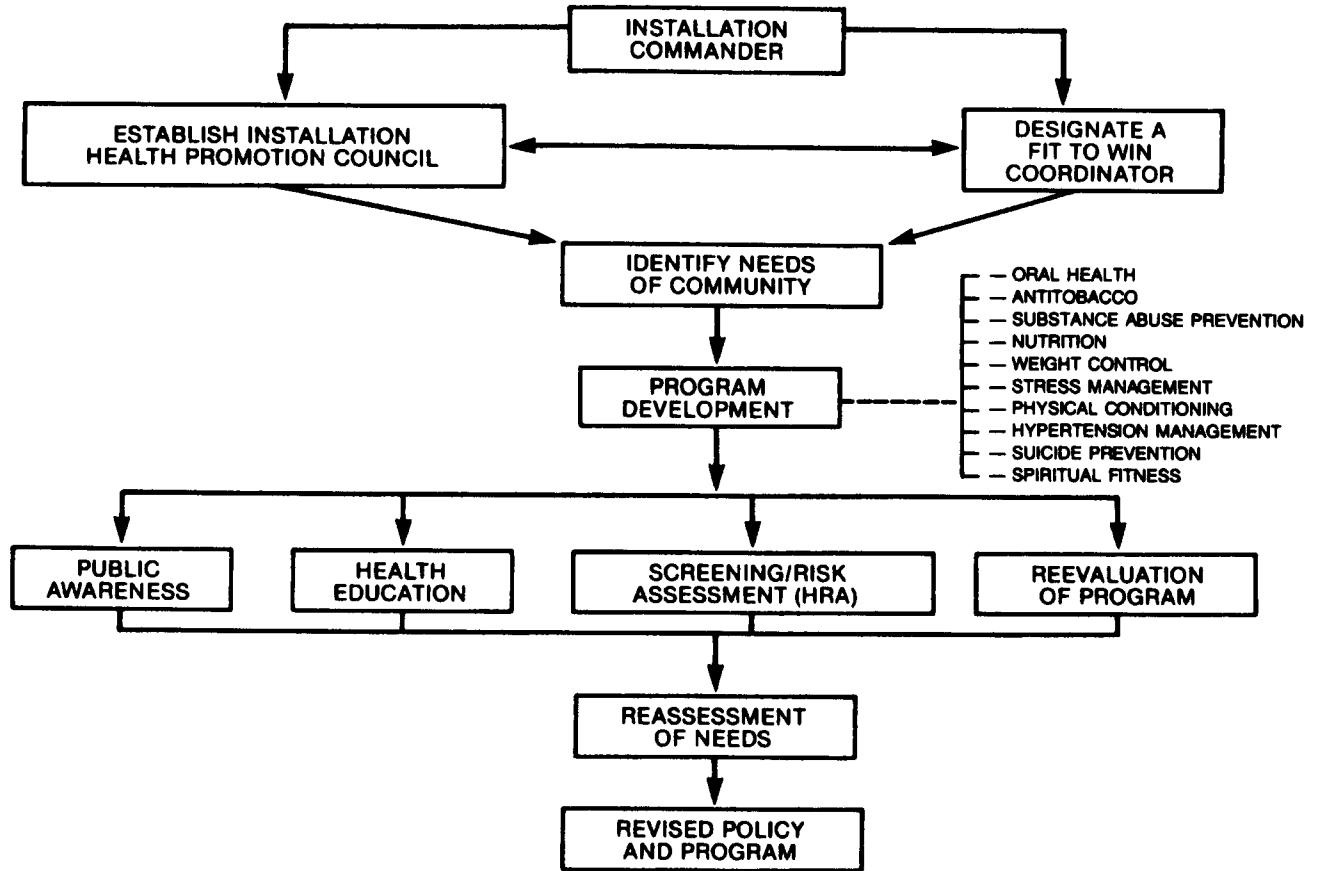 INSTALLATION
COMMANDER
ESTABLISH INSTALLATION
HEALTH PROMOTION COUNCIL
DESIGNATE A
FIT TO WIN
COORDINATOR
IDENTIFY NEEDS
OF COMMUNITY
— ORAL HEALTH
— ANTITOBACCO
— SUBSTANCE ABUSE PREVENTION
— NUTRITION
— WEIGHT CONTROL
— STRESS MANAGEMENT
— PHYSICAL CONDITIONING
— HYPERTENSION MANAGEMENT
— SUICIDE PREVENTION
— SPIRITUAL FITNESS
PROGRAM
DEVELOPMENT
PUBLIC
AWARENESS
HEALTH
EDUCATION
SCREENING/RISK
ASSESSMENT (HRA)
REEVALUATION
OF PROGRAM
REASSESSMENT
OF NEEDS
REVISED POLICY
AND PROGRAM